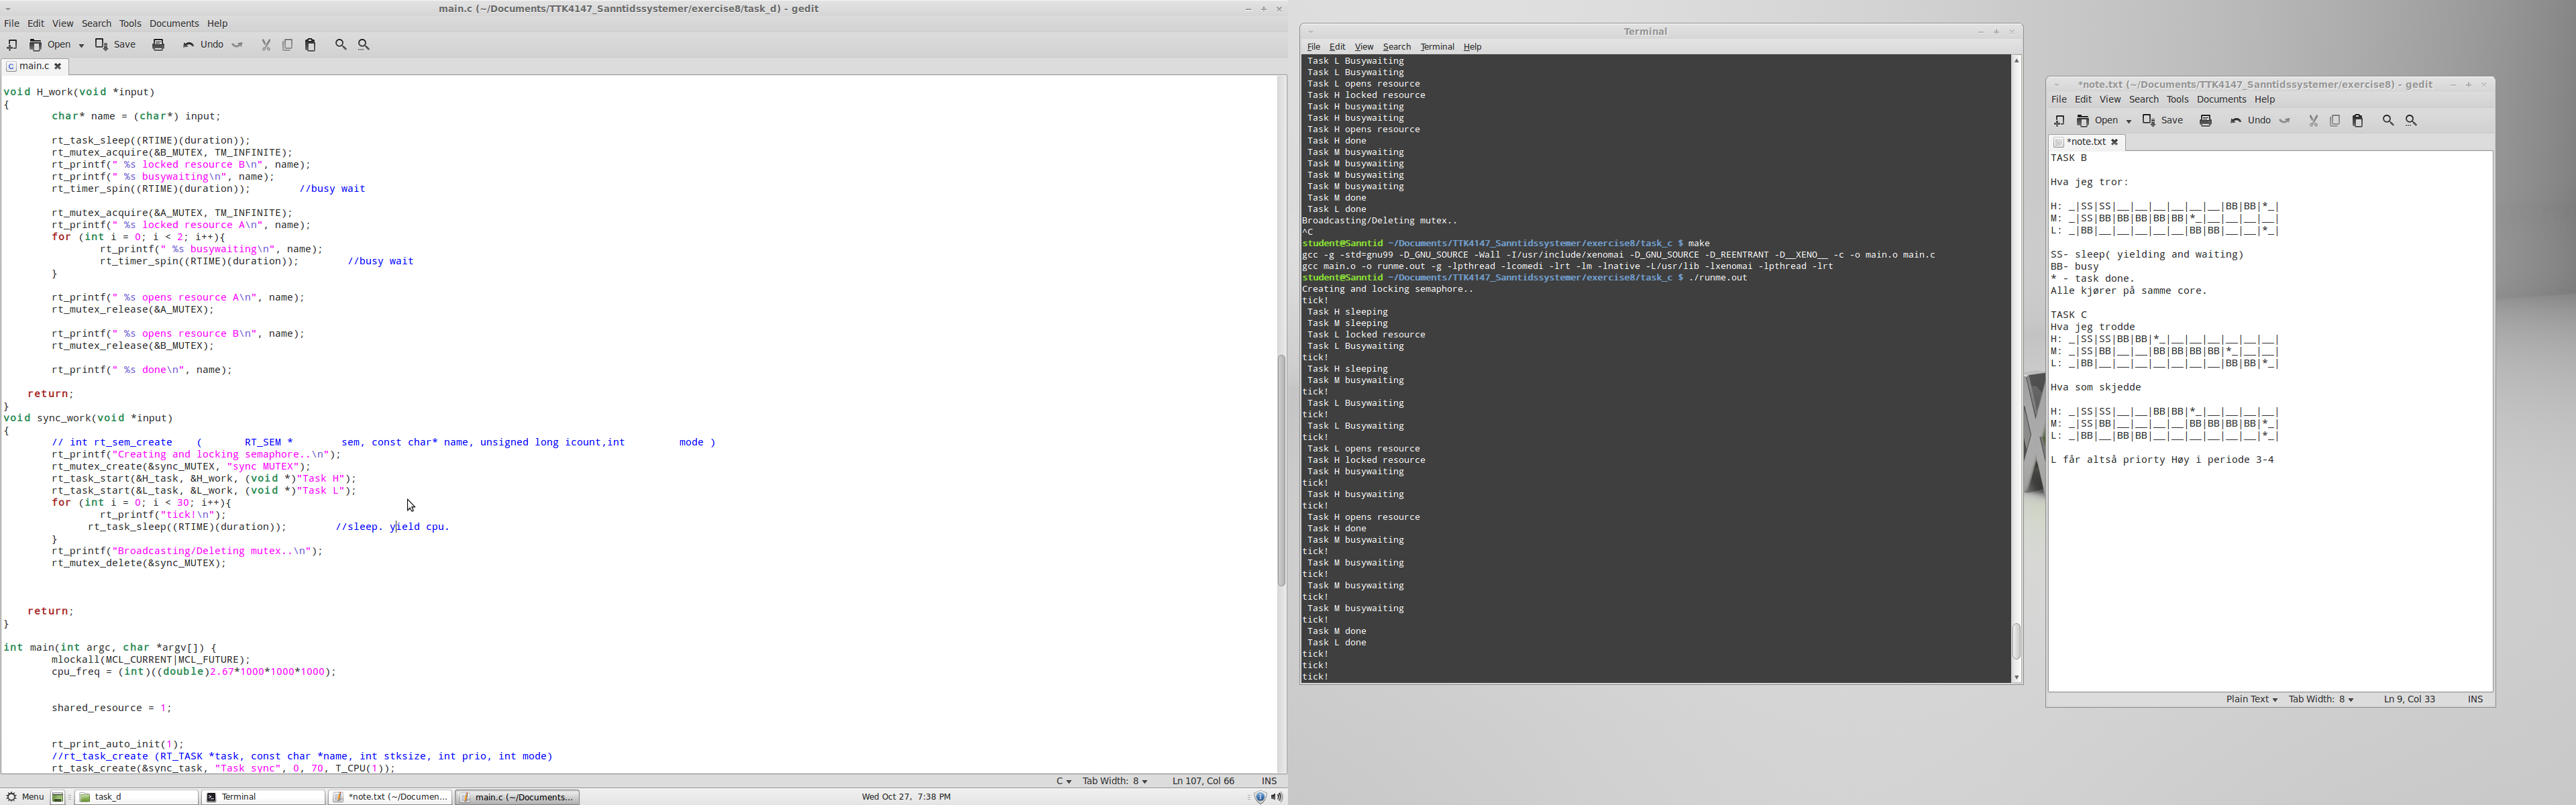 main.c (~/Documents/TTK4147_Sanntidssystemer/exercise8/task_d) - gedit
File Edit View Search Tools Documents Help
Open Save Undo
main.c
void H_work(void *input)
{
char* name = (char*) input;
rt_task_sleep((RTIME)(duration));
rt_mutex_acquire(&B_MUTEX, TM_INFINITE);
rt_printf(" %s locked resource B\n", name);
rt_printf(" %s busywaiting\n", name);
rt_timer_spin((RTIME)(duration)); //busy wait
rt_mutex_acquire(&A_MUTEX, TM_INFINITE);
rt_printf(" %s locked resource A\n", name);
for (int i = 0; i < 2; i++){
rt_printf(" %s busywaiting\n", name);
rt_timer_spin((RTIME)(duration)); //busy wait
}
rt_printf(" %s opens resource A\n", name);
rt_mutex_release(&A_MUTEX);
rt_printf(" %s opens resource B\n", name);
rt_mutex_release(&B_MUTEX);
rt_printf(" %s done\n", name);
return;
}
void sync_work(void *input)
{
// int rt_sem_create ( RT_SEM * sem, const char* name, unsigned long icount,int mode )
rt_printf("Creating and locking semaphore..\n");
rt_mutex_create(&sync_MUTEX, "sync MUTEX");
rt_task_start(&H_task, &H_work, (void *)"Task H");
rt_task_start(&L_task, &L_work, (void *)"Task L");
for (int i = 0; i < 30; i++){
rt_printf("tick!\n");
rt_task_sleep((RTIME)(duration)); //sleep. yield cpu.
}
rt_printf("Broadcasting/Deleting mutex..\n");
rt_mutex_delete(&sync_MUTEX);
return;
}
int main(int argc, char *argv[]) {
mlockall(MCL_CURRENT|MCL_FUTURE);
cpu_freq = (int)((double)2.67*1000*1000*1000);
shared_resource = 1;
rt_print_auto_init(1);
//rt_task_create (RT_TASK *task, const char *name, int stksize, int prio, int mode)
rt_task_create(&sync_task, "Task sync", 0, 70, T_CPU(1));
C Tab Width: 8 Ln 107, Col 66 INS
Menu task_d Terminal *note.txt (~/Documen... main.c (~/Documents... Wed Oct 27, 7:38 PM
Terminal
File Edit View Search Terminal Help
Task L Busywaiting
Task L Busywaiting
Task L opens resource
Task H locked resource
Task H busywaiting
Task H busywaiting
Task H opens resource
Task H done
Task M busywaiting
Task M busywaiting
Task M busywaiting
Task M busywaiting
Task M done
Task L done
Broadcasting/Deleting mutex..
^C
student@Sanntid ~/Documents/TTK4147_Sanntidssystemer/exercise8/task_c $ make
gcc -g -std=gnu99 -D_GNU_SOURCE -Wall -I/usr/include/xenomai -D_GNU_SOURCE -D_REENTRANT -D__XENO__ -c -o main.o main.c
gcc main.o -o runme.out -g -lpthread -lcomedi -lrt -lm -lnative -L/usr/lib -lxenomai -lpthread -lrt
student@Sanntid ~/Documents/TTK4147_Sanntidssystemer/exercise8/task_c $ ./runme.out
Creating and locking semaphore..
tick!
Task H sleeping
Task M sleeping
Task L locked resource
Task L Busywaiting
tick!
Task H sleeping
Task M busywaiting
tick!
Task L Busywaiting
tick!
Task L Busywaiting
tick!
Task L opens resource
Task H locked resource
Task H busywaiting
tick!
Task H busywaiting
tick!
Task H opens resource
Task H done
Task M busywaiting
tick!
Task M busywaiting
tick!
Task M busywaiting
tick!
Task M busywaiting
tick!
Task M done
Task L done
tick!
tick!
tick!
*note.txt (~/Documents/TTK4147_Sanntidssystemer/exercise8) - gedit
File Edit View Search Tools Documents Help
Open Save Undo
*note.txt
TASK B
Hva jeg tror:
H: _|SS|SS|__|__|__|__|__|BB|BB|*_|
M: _|SS|BB|BB|BB|BB|BB|*_|__|__|__|
L: _|BB|__|__|__|__|__|BB|BB|__|*_|
SS- sleep( yielding and waiting)
BB- busy
* - task done.
Alle kjører på samme core.
TASK C
Hva jeg trodde
H: _|SS|SS|BB|BB|*_|__|__|__|__|__|
M: _|SS|BB|__|__|BB|BB|BB|BB|*_|__|__|
L: _|BB|__|__|__|__|__|__|BB|BB|*_|
Hva som skjedde
H: _|SS|SS|__|__|BB|BB|*_|__|__|__|__|
M: _|SS|BB|__|__|__|__|BB|BB|BB|BB|*_|
L: _|BB|__|BB|BB|__|__|__|__|__|*_|
L får altså priorty Høy i periode 3-4
Plain Text Tab Width: 8 Ln 9, Col 33 INS